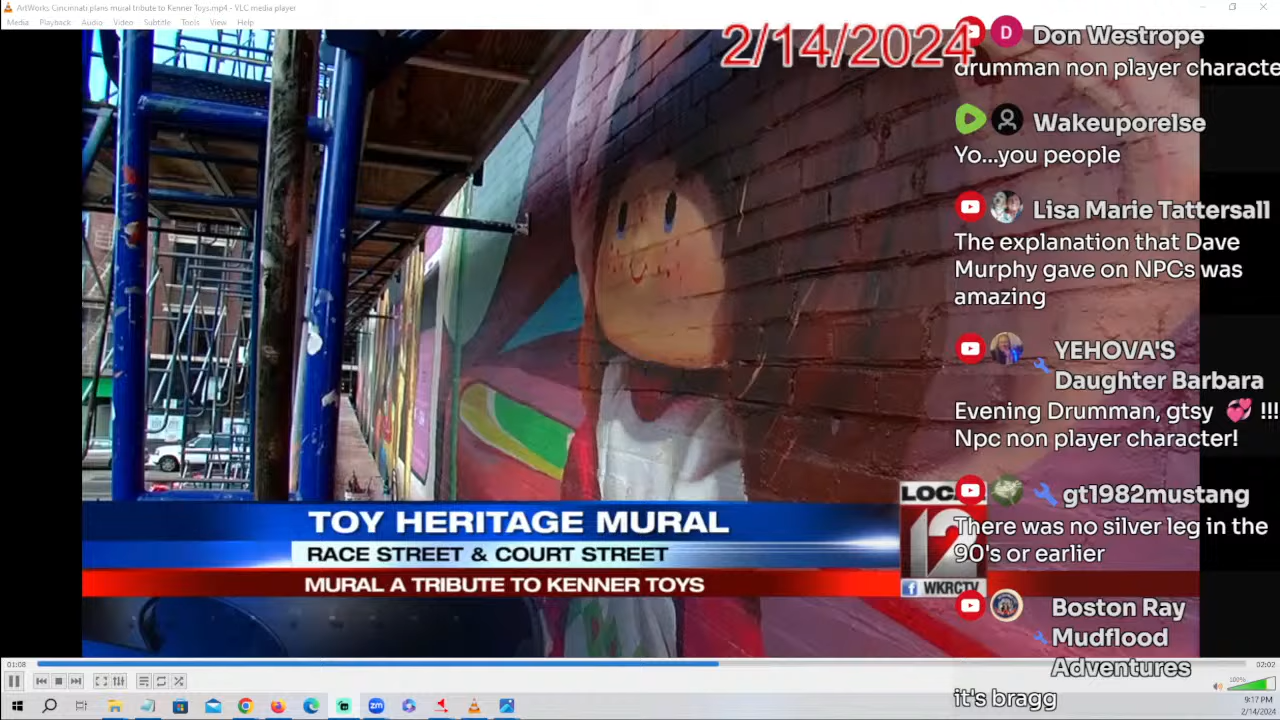 ArtWorks Cincinnati plans mural tribute to Kenner Toys.mp4 - VLC media player
Media Playback Audio Video Subtitle Tools View Help
2/14/2024
Don Westrope
drumman non player characte
Wakeuporelse
Yo...you people
Lisa Marie Tattersall
The explanation that Dave
Murphy gave on NPCs was
amazing
YEHOVA'S
Daughter Barbara
Evening Drumman, gtsy 💞 !!!
Npc non player character!
gt1982mustang
There was no silver leg in the
90's or earlier
Boston Ray
Mudflood
Adventures
it's bragg
TOY HERITAGE MURAL
RACE STREET & COURT STREET
MURAL A TRIBUTE TO KENNER TOYS
LOCAL
12
WKRCTV
01:08
02:02
100%
9:17 PM
2/14/2024